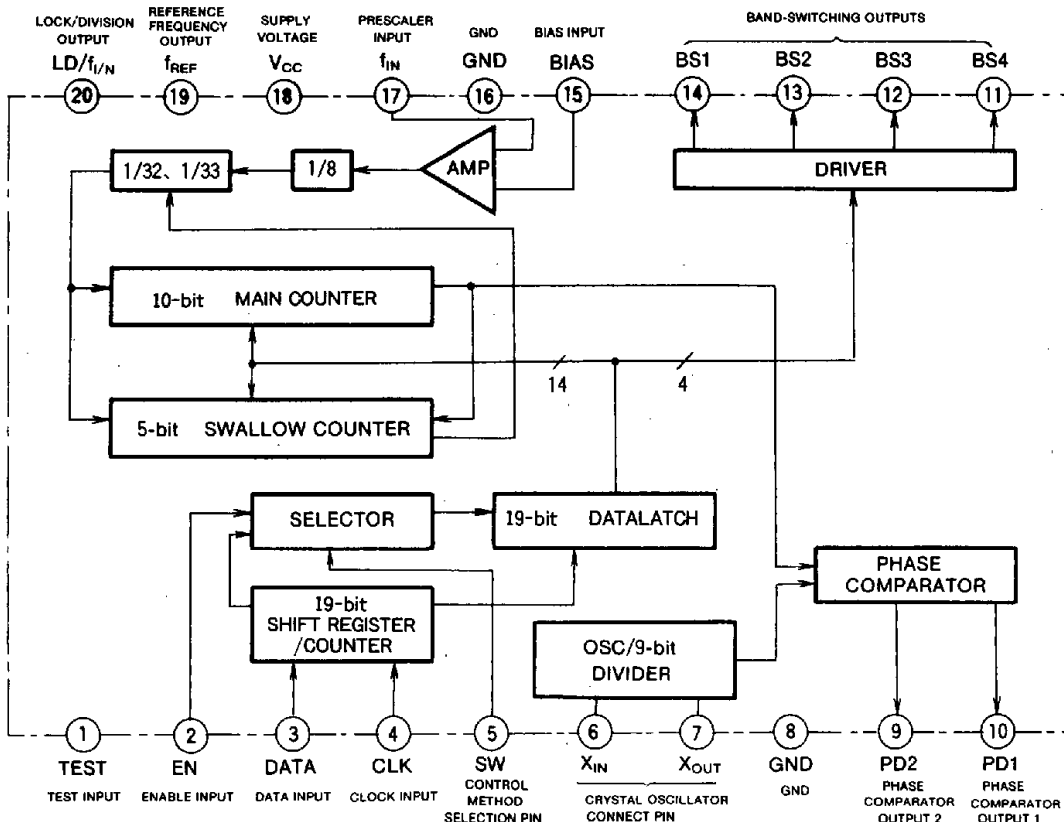 LOCK/DIVISION OUTPUT
LD/fI/N
20
REFERENCE FREQUENCY OUTPUT
fREF
19
SUPPLY VOLTAGE
VCC
18
PRESCALER INPUT
fIN
17
GND
GND
16
BIAS INPUT
BIAS
15
BAND-SWITCHING OUTPUTS
BS1
BS2
BS3
BS4
14
13
12
11
1/32、1/33
1/8
AMP
DRIVER
10-bit MAIN COUNTER
14
4
5-bit SWALLOW COUNTER
SELECTOR
19-bit DATALATCH
PHASE
COMPARATOR
19-bit
SHIFT REGISTER
/COUNTER
OSC/9-bit
DIVIDER
1
TEST
TEST INPUT
2
EN
ENABLE INPUT
3
DATA
DATA INPUT
4
CLK
CLOCK INPUT
5
SW
CONTROL
METHOD
SELECTION PIN
6
7
XIN
XOUT
CRYSTAL OSCILLATOR
CONNECT PIN
8
GND
GND
9
PD2
PHASE
COMPARATOR
OUTPUT 2
10
PD1
PHASE
COMPARATOR
OUTPUT 1